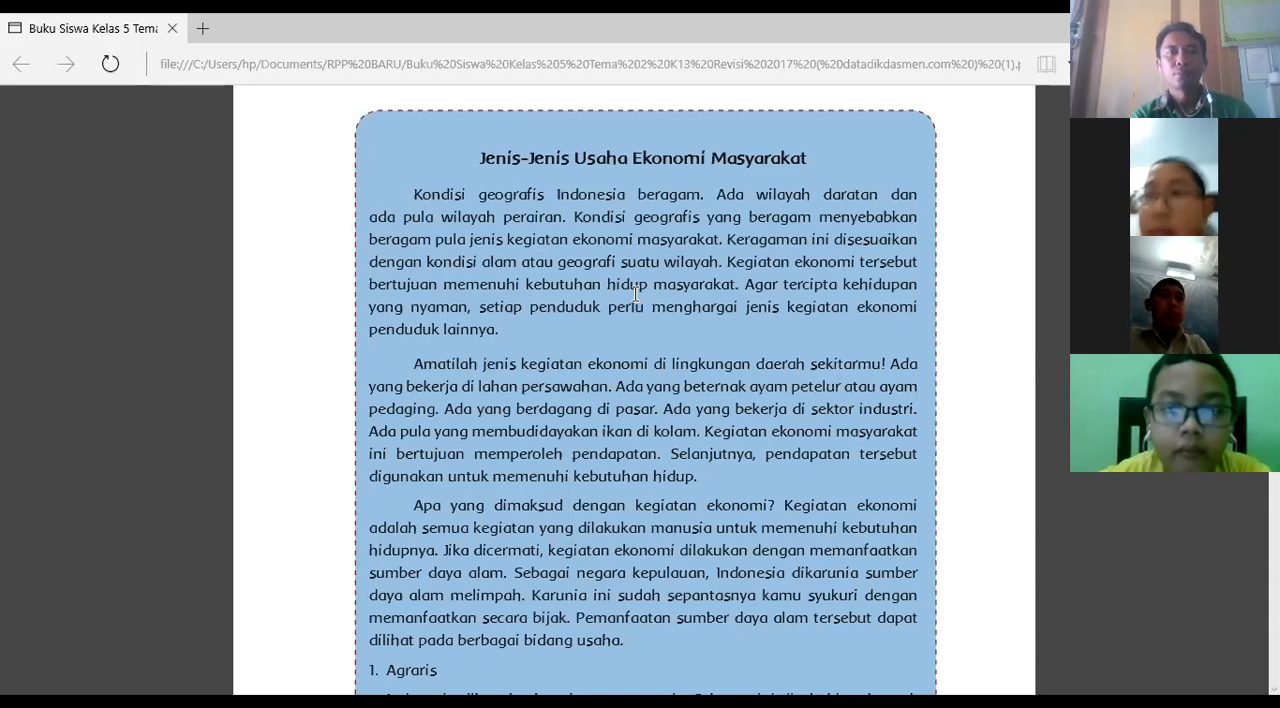 Buku Siswa Kelas 5 Tema
file:///C:/Users/hp/Documents/RPP%20BARU/Buku%20Siswa%20Kelas%205%20Tema%202%20K13%20Revisi%202017%20(%20datadikdasmen.com%20)%20(1).p
Jenis-Jenis Usaha Ekonomi Masyarakat
Kondisi geografis Indonesia beragam. Ada wilayah daratan dan
ada pula wilayah perairan. Kondisi geografis yang beragam menyebabkan
beragam pula jenis kegiatan ekonomi masyarakat. Keragaman ini disesuaikan
dengan kondisi alam atau geografi suatu wilayah. Kegiatan ekonomi tersebut
bertujuan memenuhi kebutuhan hidup masyarakat. Agar tercipta kehidupan
yang nyaman, setiap penduduk perlu menghargai jenis kegiatan ekonomi
penduduk lainnya.
Amatilah jenis kegiatan ekonomi di lingkungan daerah sekitarmu! Ada
yang bekerja di lahan persawahan. Ada yang beternak ayam petelur atau ayam
pedaging. Ada yang berdagang di pasar. Ada yang bekerja di sektor industri.
Ada pula yang membudidayakan ikan di kolam. Kegiatan ekonomi masyarakat
ini bertujuan memperoleh pendapatan. Selanjutnya, pendapatan tersebut
digunakan untuk memenuhi kebutuhan hidup.
Apa yang dimaksud dengan kegiatan ekonomi? Kegiatan ekonomi
adalah semua kegiatan yang dilakukan manusia untuk memenuhi kebutuhan
hidupnya. Jika dicermati, kegiatan ekonomi dilakukan dengan memanfaatkan
sumber daya alam. Sebagai negara kepulauan, Indonesia dikarunia sumber
daya alam melimpah. Karunia ini sudah sepantasnya kamu syukuri dengan
memanfaatkan secara bijak. Pemanfaatan sumber daya alam tersebut dapat
dilihat pada berbagai bidang usaha.
1. Agraris